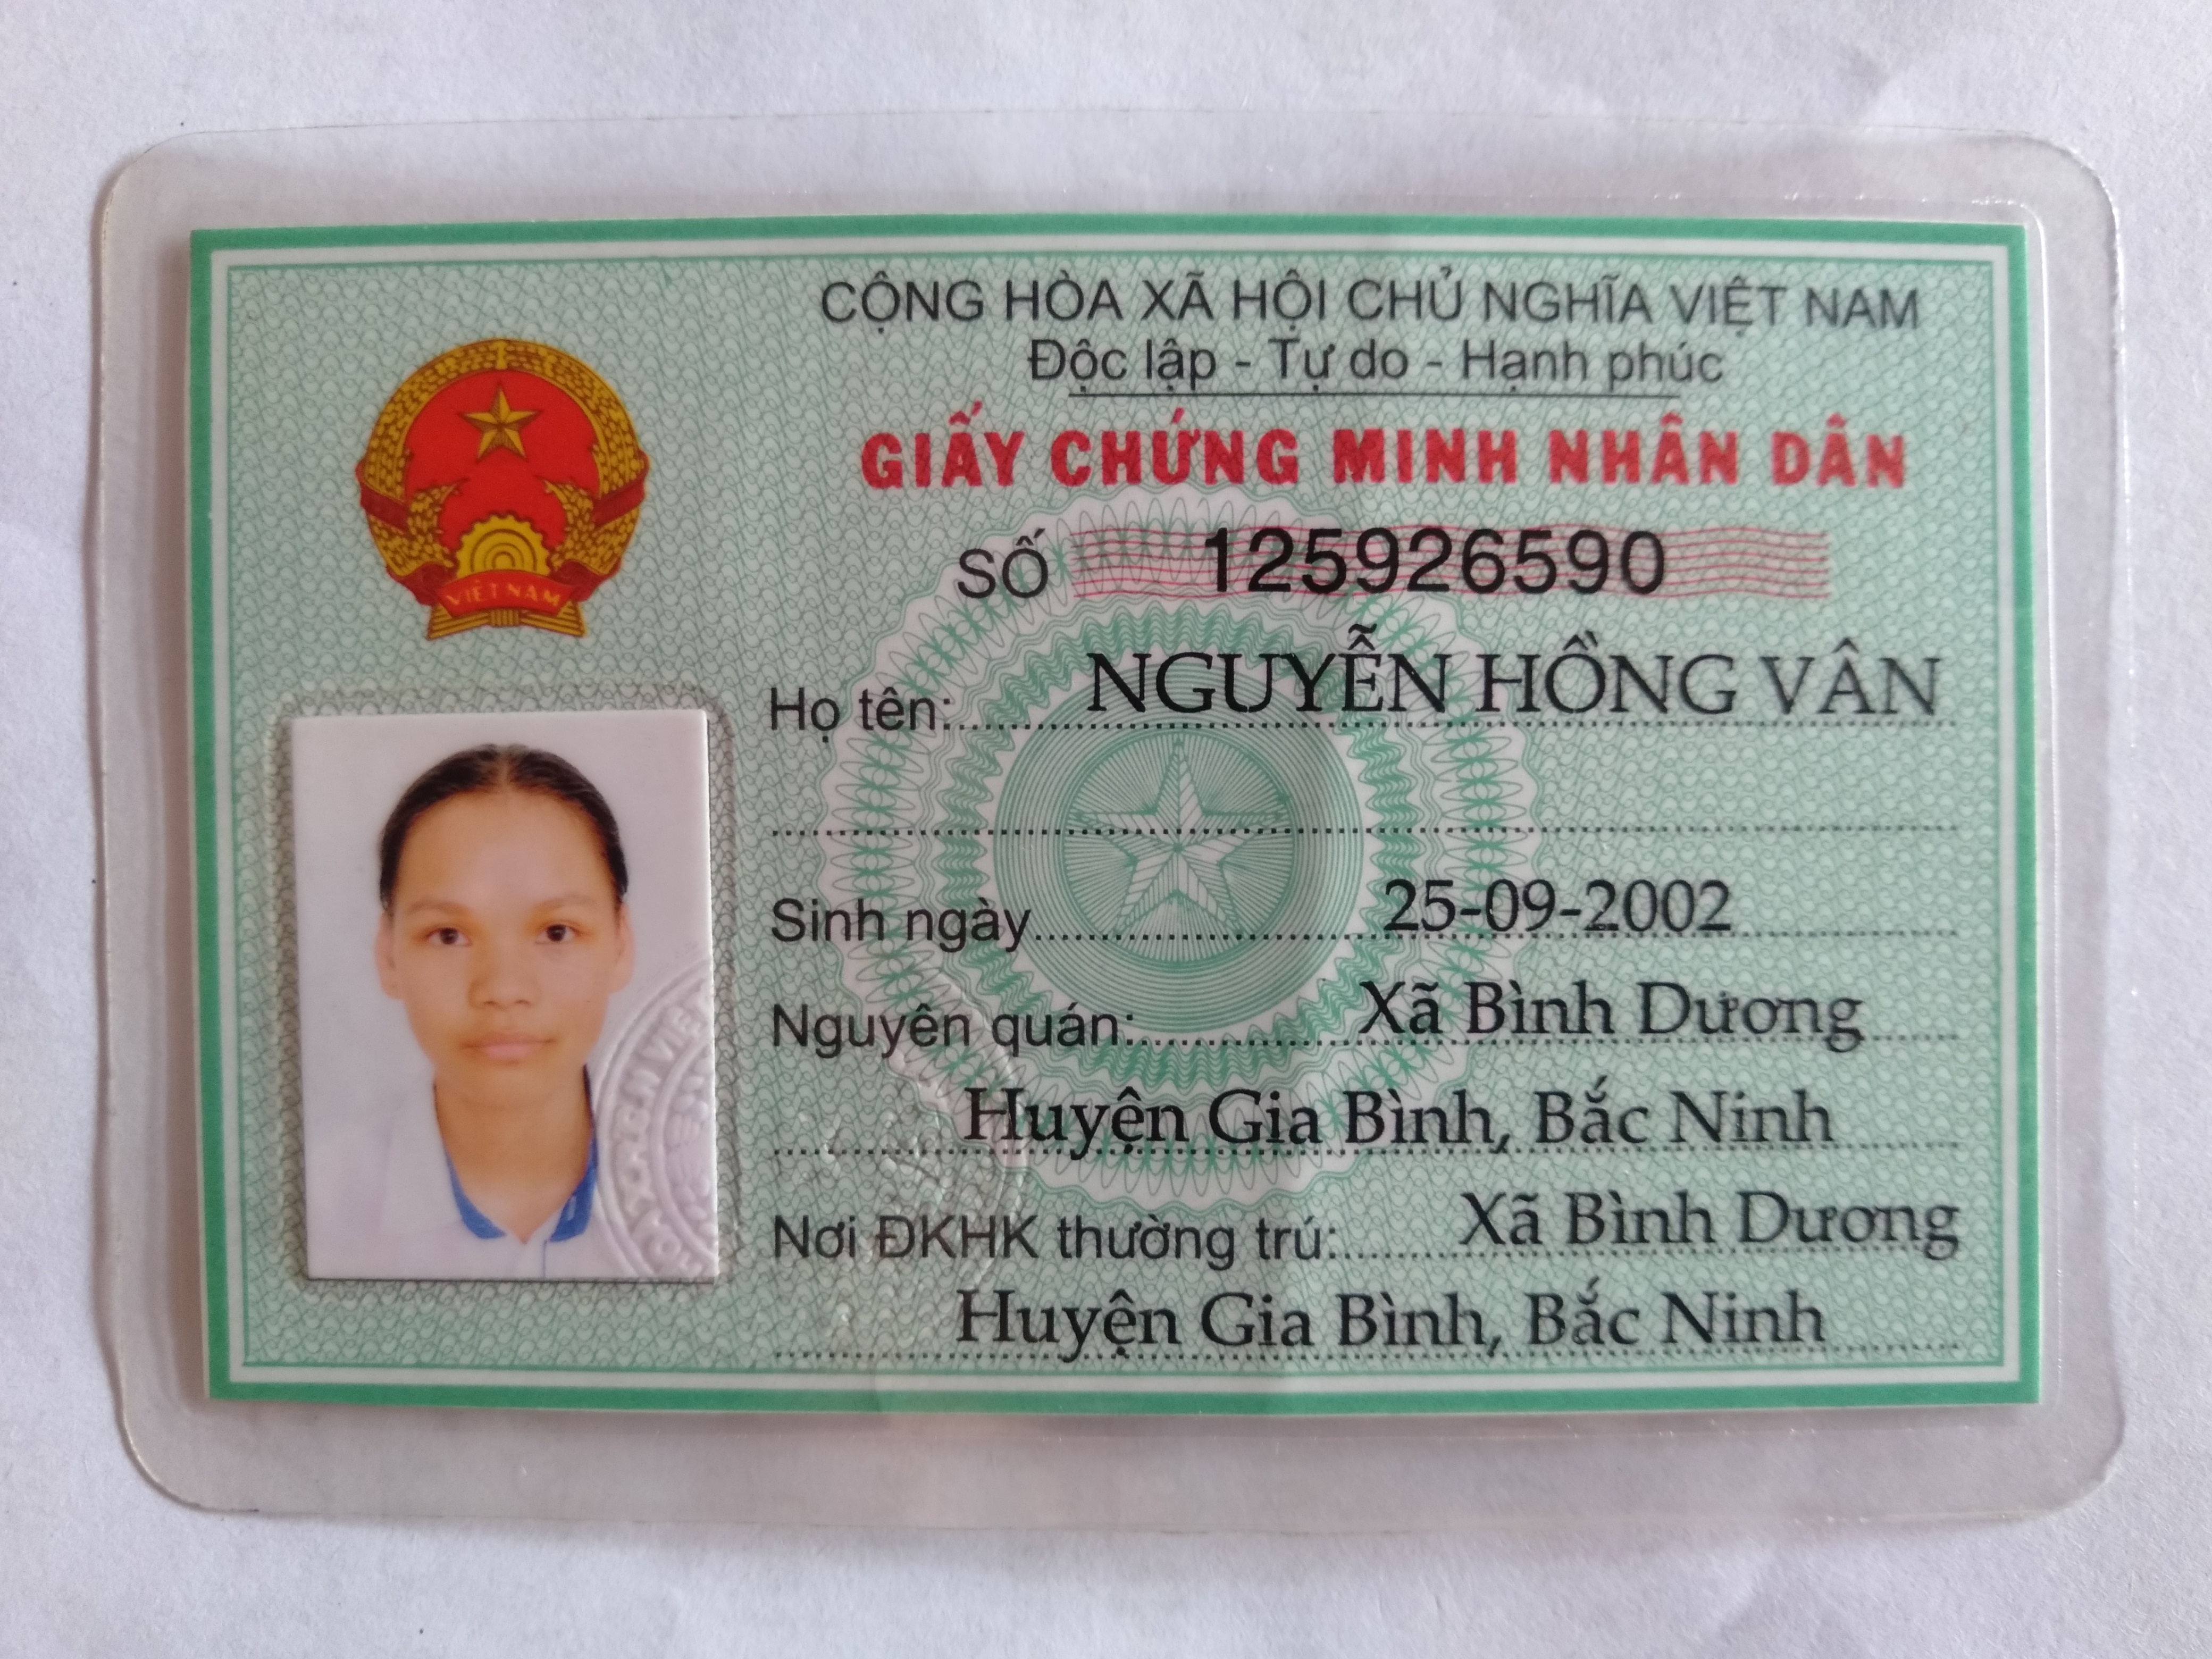 CỘNG HÒA XÃ HỘI CHỦ NGHĨA VIỆT NAM
Độc lập - Tự do - Hạnh phúc
GIẤY CHỨNG MINH NHÂN DÂN
SỐ 125926590
VIỆT NAM
Họ tên: NGUYỄN HỒNG VÂN
Sinh ngày 25-09-2002
Nguyên quán: Xã Bình Dương
Huyện Gia Bình, Bắc Ninh
Nơi ĐKHK thường trú: Xã Bình Dương
Huyện Gia Bình, Bắc Ninh